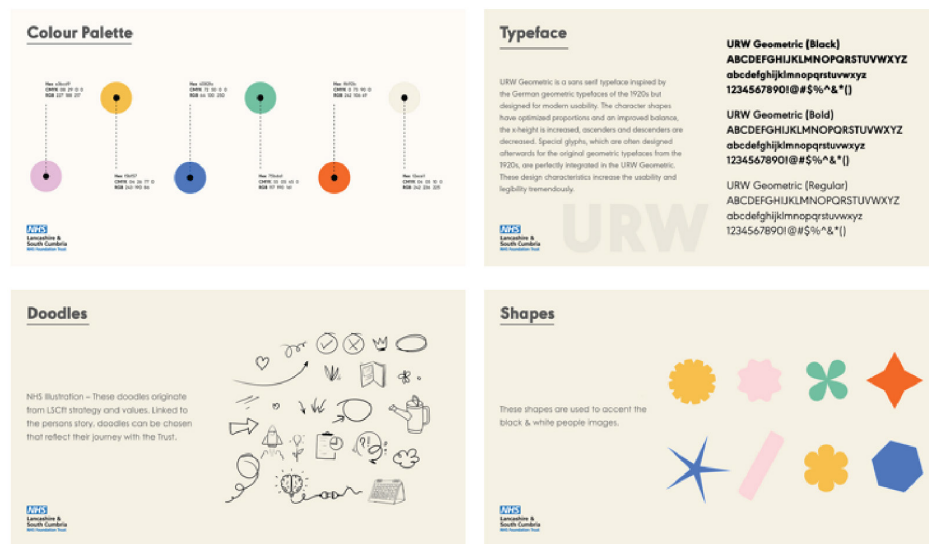 Colour Palette
NHS
Lancashire &
South Cumbria
NHS Foundation Trust
Typeface
URW Geometric is a sans serif typeface inspired by
the German geometric typefaces of the 1920s but
designed for modern usability. The character shapes
have optimized proportions and an improved balance,
the x-height is increased, ascenders and descenders are
decreased. Special glyphs, which are often designed
afterwards for the original geometric typefaces from the
1920s, are perfectly integrated in the URW Geometric.
These design characteristics increase the usability and
legibility tremendously.
URW
NHS
Lancashire &
South Cumbria
NHS Foundation Trust
URW Geometric (Black)
ABCDEFGHIJKLMNOPQRSTUVWXYZ
abcdefghijklmnopqrstuvwxyz
1234567890!@#$%^&*()
URW Geometric (Bold)
ABCDEFGHIJKLMNOPQRSTUVWXYZ
abcdefghijklmnopqrstuvwxyz
1234567890!@#$%^&*()
URW Geometric (Regular)
ABCDEFGHIJKLMNOPQRSTUVWXYZ
abcdefghijklmnopqrstuvwxyz
1234567890!@#$%^&*()
Doodles
NHS Illustration – These doodles originate
from LSCft strategy and values. Linked to
the persons story, doodles can be chosen
that reflect their journey with the Trust.
NHS
Lancashire &
South Cumbria
NHS Foundation Trust
Shapes
These shapes are used to accent the
black & white people images.
NHS
Lancashire &
South Cumbria
NHS Foundation Trust